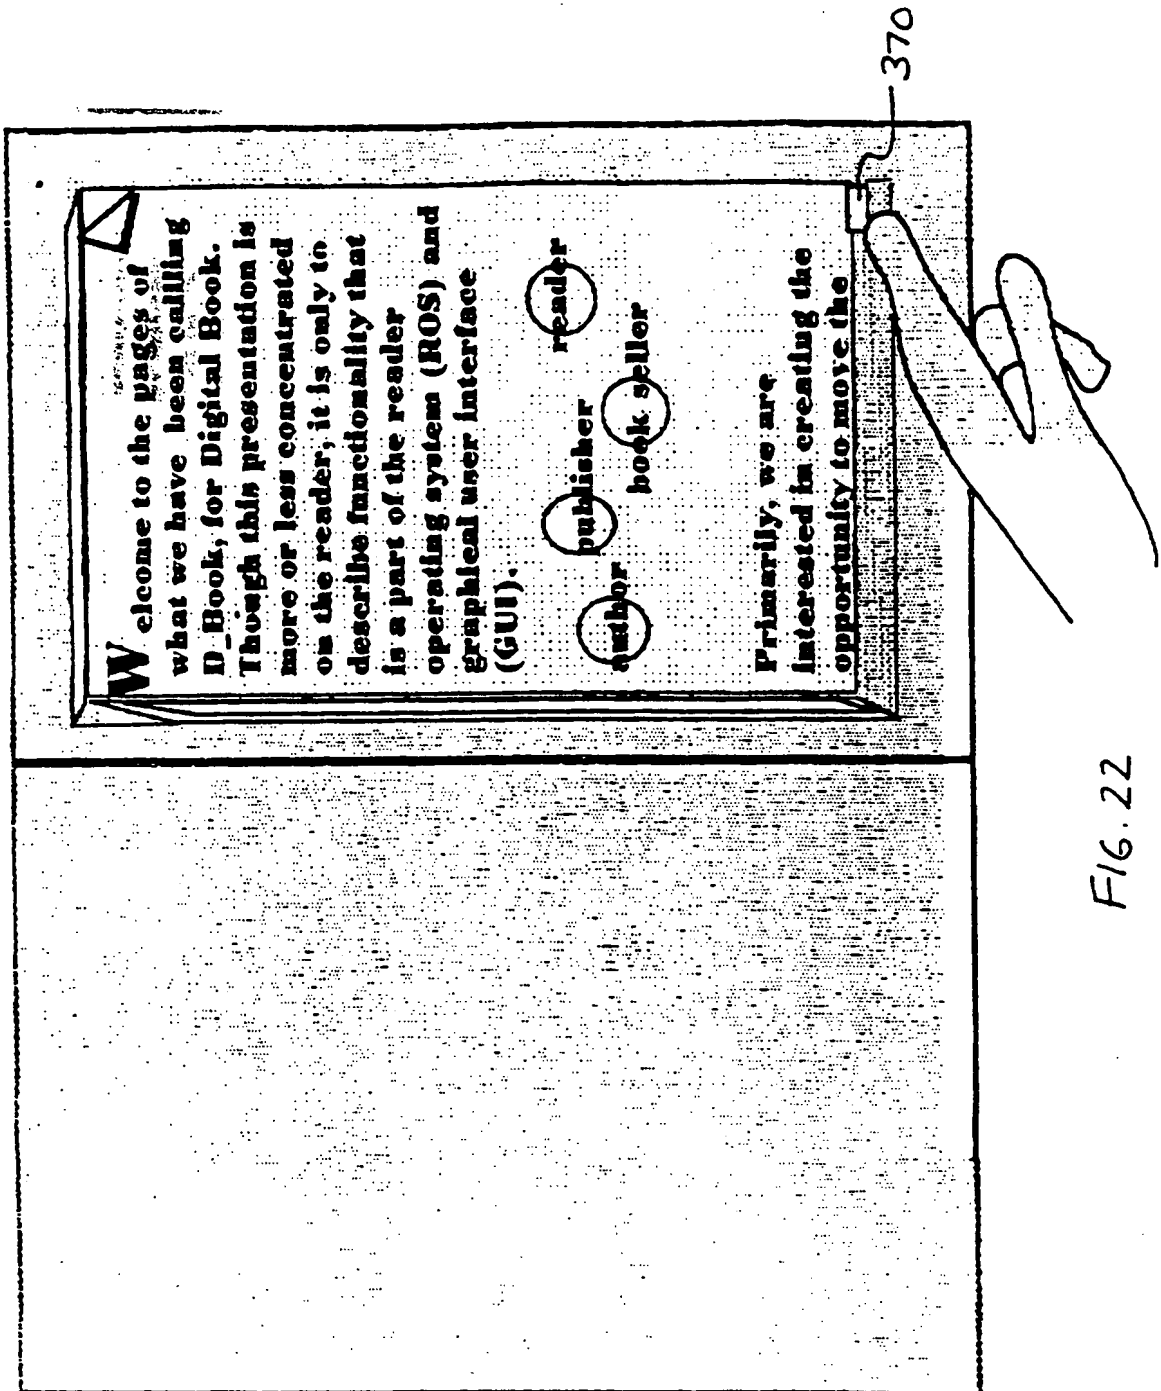 Welcome to the pages of
what we have been callling
D_Book, for Digital Book.
Though this presentation is
more or less concentrated
on the reader, it is only to
describe functionality that
is a part of the reader
operating system (ROS) and
graphical user interface
(GUI).
author
publisher
book seller
reader
Primarily, we are
interested in creating the
opportunity to move the
370
FIG. 22